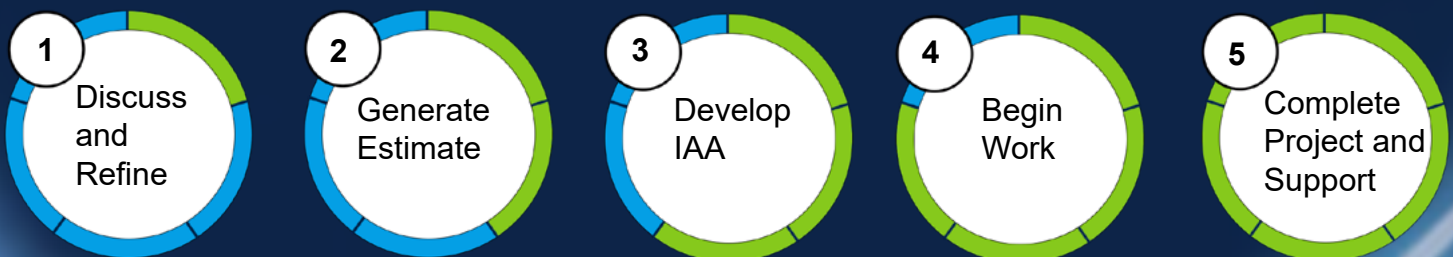 1
Discuss
and
Refine
2
Generate
Estimate
3
Develop
IAA
4
Begin
Work
5
Complete
Project and
Support